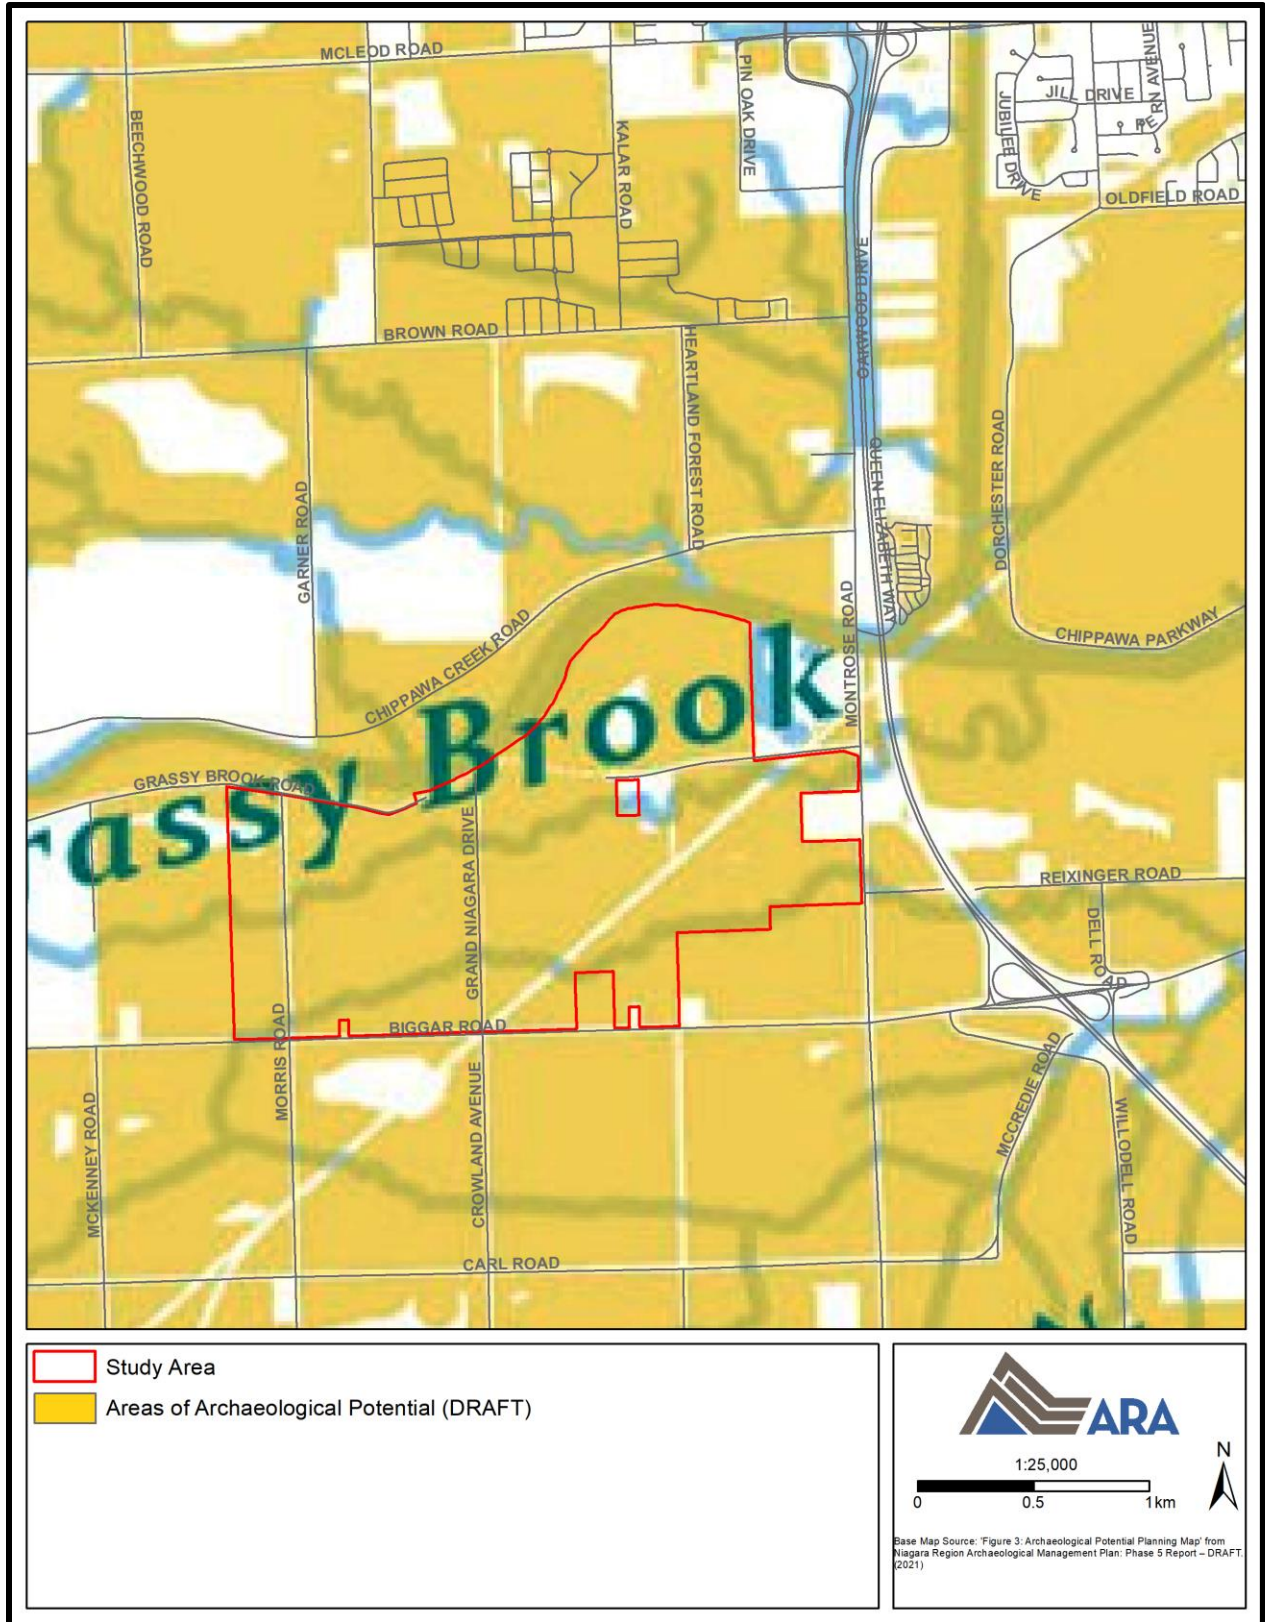 MCLEOD ROAD
BEECHWOOD ROAD
KALAR ROAD
PIN OAK DRIVE
JUBILEE DRIVE
JILL DRIVE
OLDFIELD ROAD
OAKWOOD DRIVE
BROWN ROAD
HEARTLAND FOREST ROAD
GARNER ROAD
QUEEN ELIZABETH WAY
DORCHESTER ROAD
CHIPPAWA CREEK ROAD
MONTROSE ROAD
CHIPPAWA PARKWAY
rassy Brook
GRASSY BROOK ROAD
GRAND NIAGARA DRIVE
REIXINGER ROAD
DELL ROAD
MORRIS ROAD
BIGGAR ROAD
MCKENNEY ROAD
CROWLAND AVENUE
MCCREDIE ROAD
WILLODELL ROAD
CARL ROAD
Study Area
Areas of Archaeological Potential (DRAFT)
ARA
1:25,000
0 0.5 1km
N
Base Map Source: 'Figure 3: Archaeological Potential Planning Map' from
Niagara Region Archaeological Management Plan: Phase 5 Report – DRAFT.
(2021)